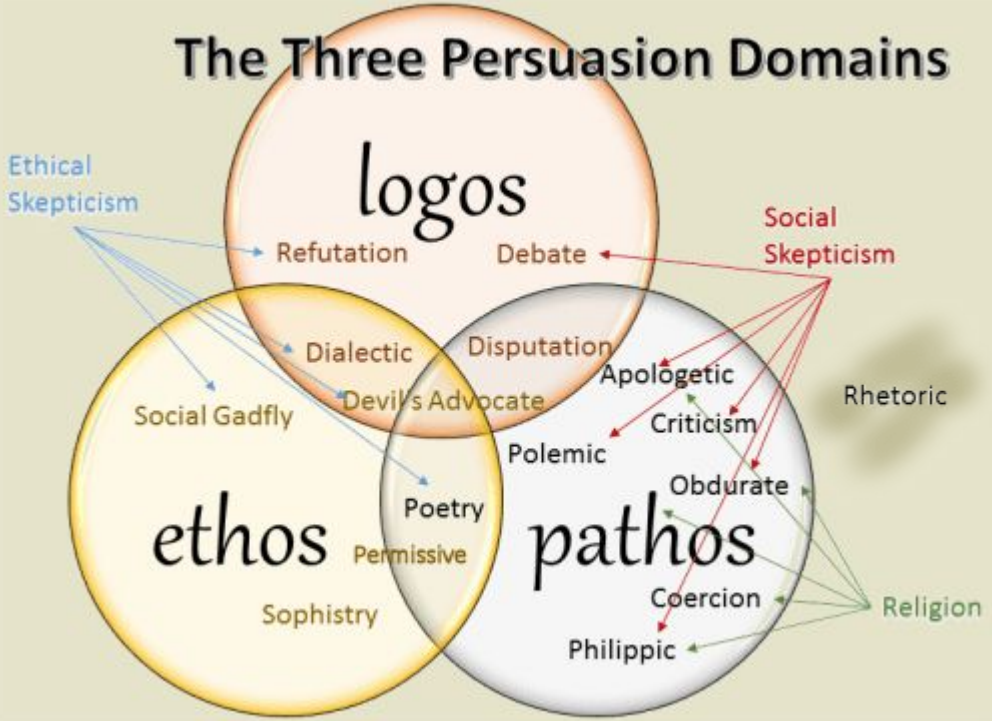 The Three Persuasion Domains
logos
Ethical
Skepticism
Social
Skepticism
Refutation
Debate
Dialectic
Disputation
Apologetic
Devil's Advocate
Rhetoric
Social Gadfly
Criticism
Polemic
Obdurate
Poetry
ethos
pathos
Permissive
Coercion
Religion
Sophistry
Philippic